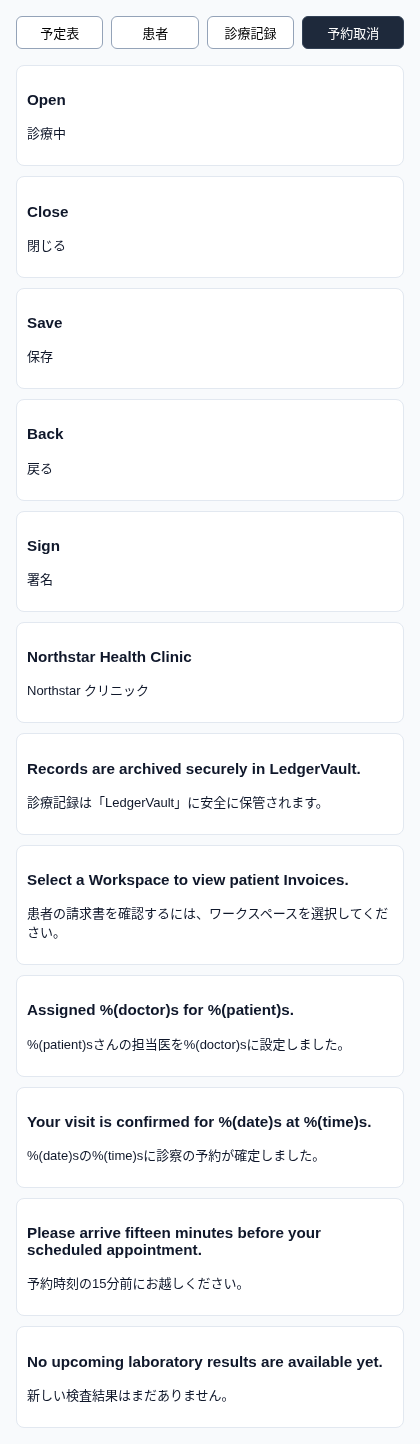 予定表
患者
診療記録
予約取消
Open
診療中
Close
閉じる
Save
保存
Back
戻る
Sign
署名
Northstar Health Clinic
Northstar クリニック
Records are archived securely in LedgerVault.
診療記録は「LedgerVault」に安全に保管されます。
Select a Workspace to view patient Invoices.
患者の請求書を確認するには、ワークスペースを選択してくだ
さい。
Assigned %(doctor)s for %(patient)s.
%(patient)sさんの担当医を%(doctor)sに設定しました。
Your visit is confirmed for %(date)s at %(time)s.
%(date)sの%(time)sに診察の予約が確定しました。
Please arrive fifteen minutes before your
scheduled appointment.
予約時刻の15分前にお越しください。
No upcoming laboratory results are available yet.
新しい検査結果はまだありません。